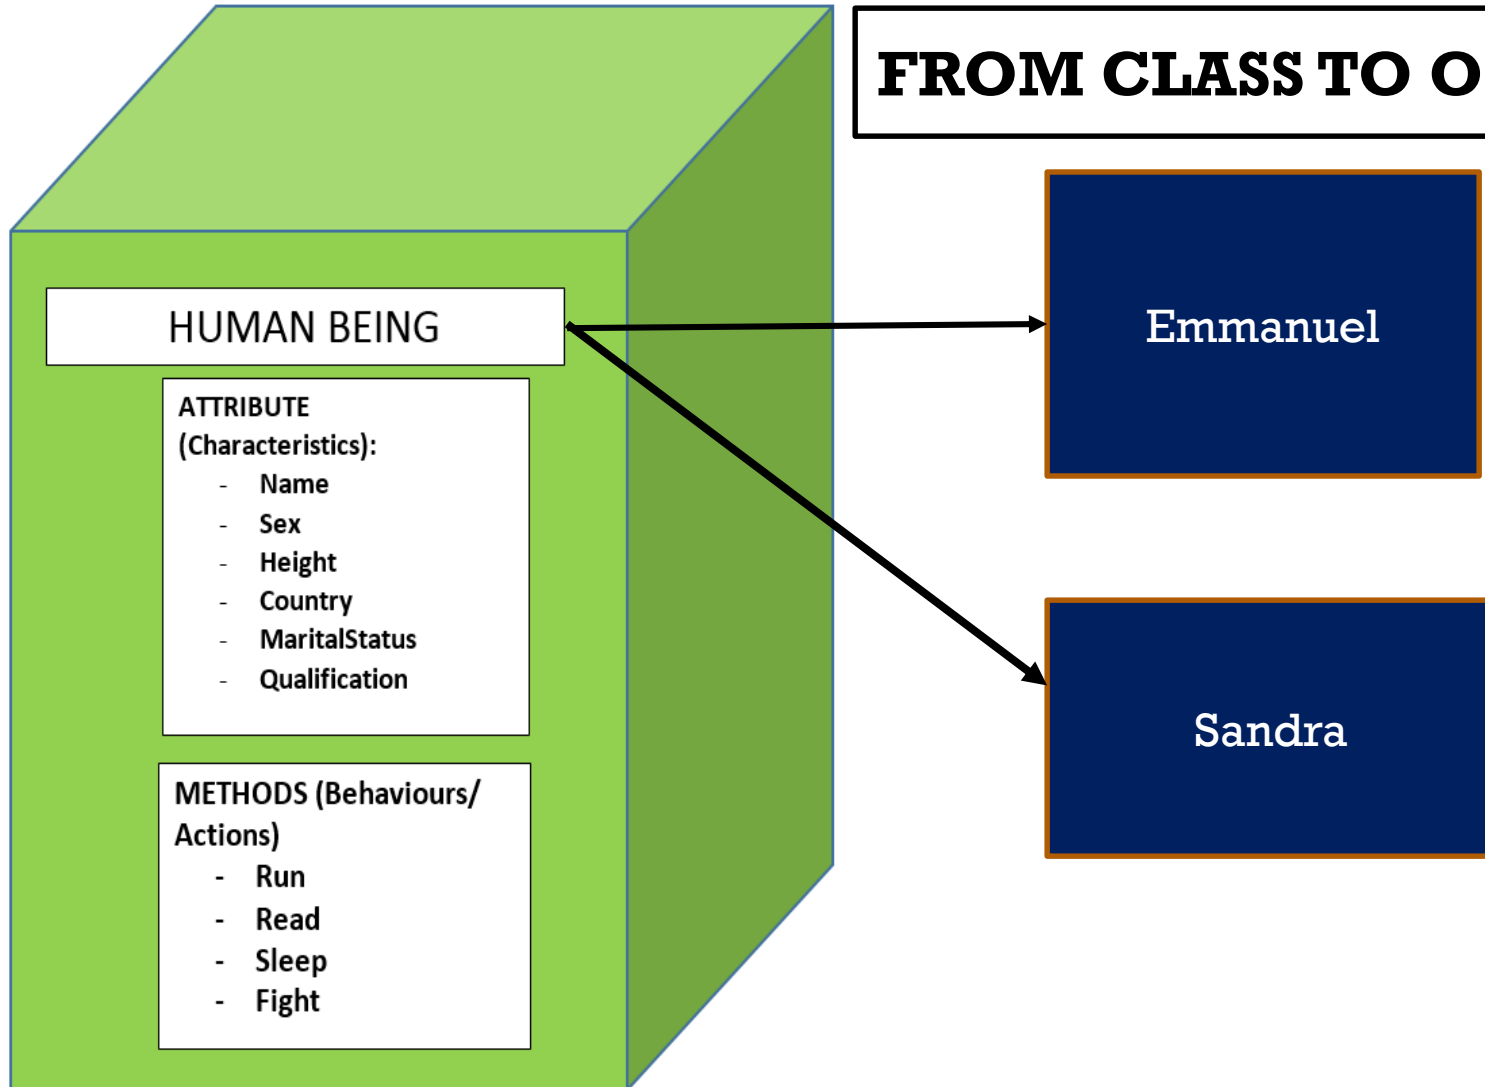 FROM CLASS TO O
HUMAN BEING
ATTRIBUTE
(Characteristics):
- Name
- Sex
- Height
- Country
- MaritalStatus
- Qualification
METHODS (Behaviours/
Actions)
- Run
- Read
- Sleep
- Fight
Emmanuel
Sandra